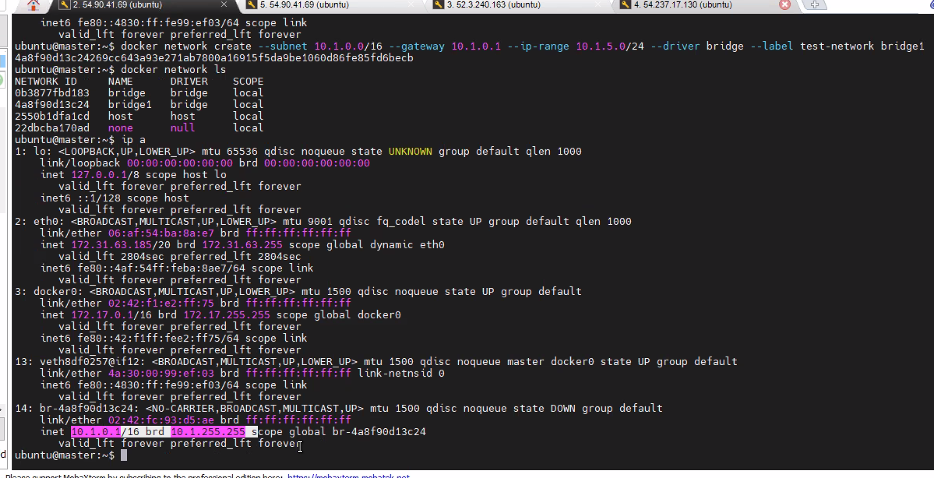 2. 54.90.41.69 (ubuntu)
5. 54.90.41.69 (ubuntu)
3. 52.3.240.163 (ubuntu)
4. 54.237.17.130 (ubuntu)
inet6 fe80::4830:ff:fe99:ef03/64 scope link
valid_lft forever preferred_lft forever
ubuntu@master:~$ docker network create --subnet 10.1.0.0/16 --gateway 10.1.0.1 --ip-range 10.1.5.0/24 --driver bridge --label test-network bridge1
4a8f90d13c24269cc643a93e271ab7800a16915f5da9be1060d86fe85fd6becb
ubuntu@master:~$ docker network ls
NETWORK ID NAME DRIVER SCOPE
0b3877fbd183 bridge bridge local
4a8f90d13c24 bridge1 bridge local
2550b1dfa1cd host host local
22dbcba170ad none null local
ubuntu@master:~$ ip a
1: lo: <LOOPBACK,UP,LOWER_UP> mtu 65536 qdisc noqueue state UNKNOWN group default qlen 1000
link/loopback 00:00:00:00:00:00 brd 00:00:00:00:00:00
inet 127.0.0.1/8 scope host lo
valid_lft forever preferred_lft forever
inet6 ::1/128 scope host
valid_lft forever preferred_lft forever
2: eth0: <BROADCAST,MULTICAST,UP,LOWER_UP> mtu 9001 qdisc fq_codel state UP group default qlen 1000
link/ether 06:af:54:ba:8a:e7 brd ff:ff:ff:ff:ff:ff
inet 172.31.63.185/20 brd 172.31.63.255 scope global dynamic eth0
valid_lft 2804sec preferred_lft 2804sec
inet6 fe80::4af:54ff:feba:8ae7/64 scope link
valid_lft forever preferred_lft forever
3: docker0: <BROADCAST,MULTICAST,UP,LOWER_UP> mtu 1500 qdisc noqueue state UP group default
link/ether 02:42:f1:e2:ff:75 brd ff:ff:ff:ff:ff:ff
inet 172.17.0.1/16 brd 172.17.255.255 scope global docker0
valid_lft forever preferred_lft forever
inet6 fe80::42:f1ff:fee2:ff75/64 scope link
valid_lft forever preferred_lft forever
13: veth8df0257@if12: <BROADCAST,MULTICAST,UP,LOWER_UP> mtu 1500 qdisc noqueue master docker0 state UP group default
link/ether 4a:30:00:99:ef:03 brd ff:ff:ff:ff:ff:ff link-netnsid 0
inet6 fe80::4830:ff:fe99:ef03/64 scope link
valid_lft forever preferred_lft forever
14: br-4a8f90d13c24: <NO-CARRIER,BROADCAST,MULTICAST,UP> mtu 1500 qdisc noqueue state DOWN group default
link/ether 02:42:fc:93:d5:ae brd ff:ff:ff:ff:ff:ff
inet 10.1.0.1/16 brd 10.1.255.255 scope global br-4a8f90d13c24
valid_lft forever preferred_lft forever
ubuntu@master:~$
Please support MobaXterm by subscribing to the professional edition here: https://mobaxterm.mobatek.net